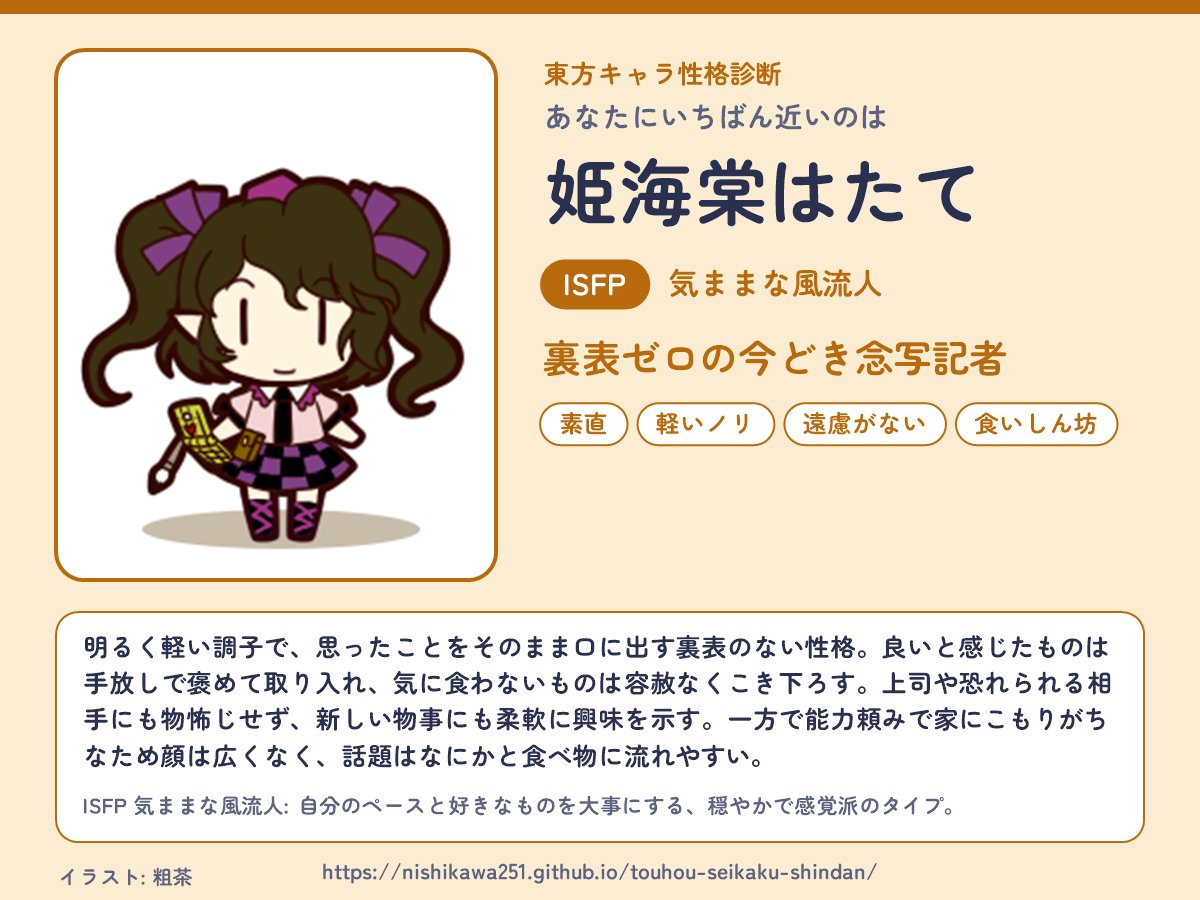 東方キャラ性格診断
あなたにいちばん近いのは
姫海棠はたて
ISFP 気ままな風流人
裏表ゼロの今どき念写記者
素直 軽いノリ 遠慮がない 食いしん坊
明るく軽い調子で、思ったことをそのまま口に出す裏表のない性格。良いと感じたものは
手放しで褒めて取り入れ、気に食わないものは容赦なくこき下ろす。上司や恐れられる相
手にも物怖じせず、新しい物事にも柔軟に興味を示す。一方で能力頼みで家にこもりがち
なため顔は広くなく、話題はなにかと食べ物に流れやすい。
ISFP 気ままな風流人: 自分のペースと好きなものを大事にする、穏やかで感覚派のタイプ。
イラスト: 粗茶
https://nishikawa251.github.io/touhou-seikaku-shindan/